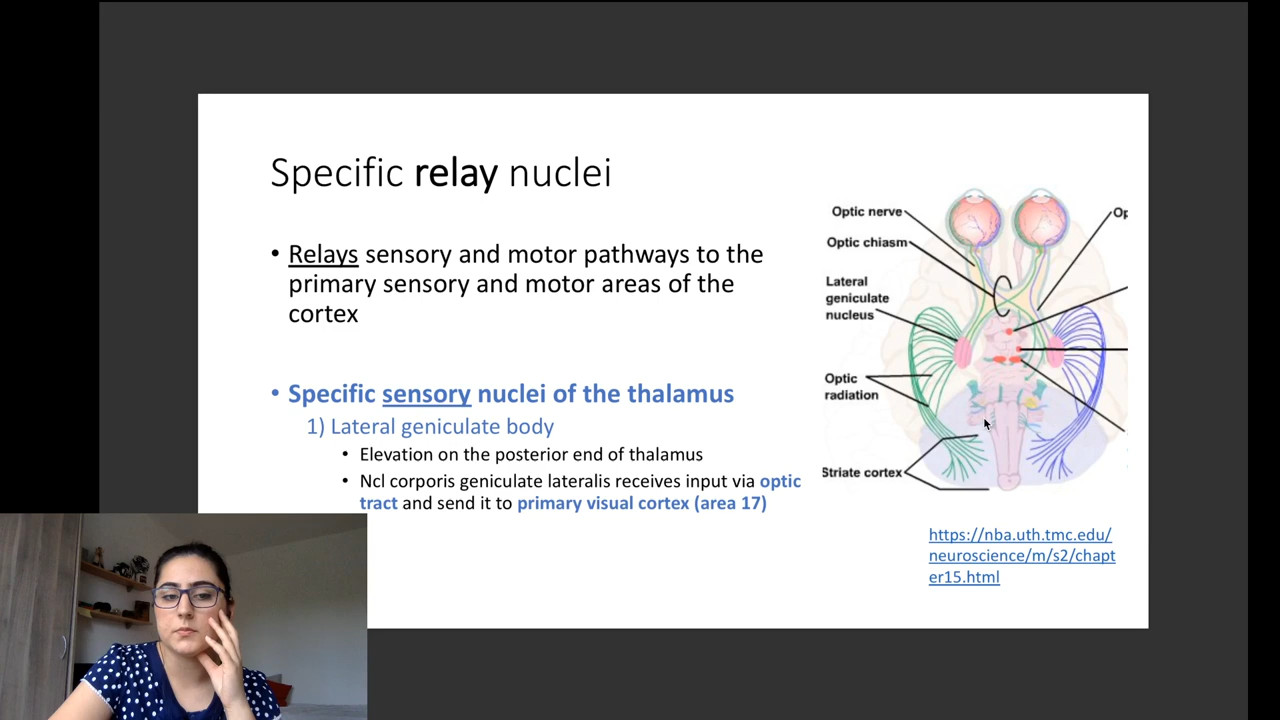 Specific relay nuclei
• Relays sensory and motor pathways to the
primary sensory and motor areas of the
cortex
• Specific sensory nuclei of the thalamus
1) Lateral geniculate body
• Elevation on the posterior end of thalamus
• Ncl corporis geniculate lateralis receives input via optic
tract and send it to primary visual cortex (area 17)
Optic nerve
Op
Optic chiasm
Lateral
geniculate
nucleus
Optic
radiation
Striate cortex
https://nba.uth.tmc.edu/
neuroscience/m/s2/chapt
er15.html